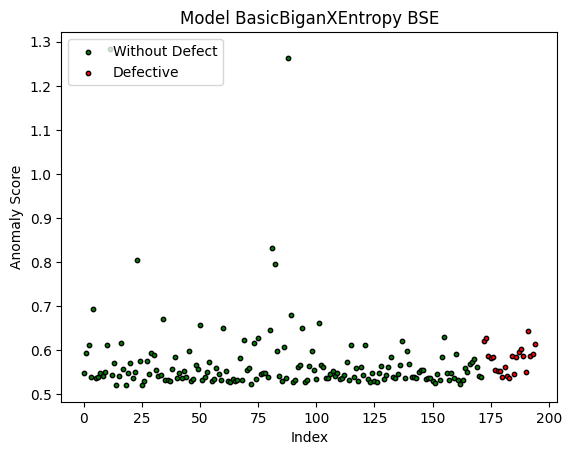 Model BasicBiganXEntropy BSE
Without Defect
Defective
Anomaly Score
1.3
1.2
1.1
1.0
0.9
0.8
0.7
0.6
0.5
0 25 50 75 100 125 150 175 200
Index